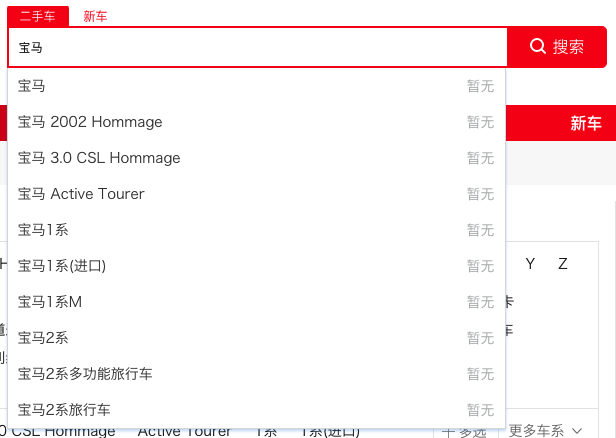 二手车 新车
宝马 搜索
宝马 暂无
宝马 2002 Hommage 暂无
新车
宝马 3.0 CSL Hommage 暂无
宝马 Active Tourer 暂无
宝马1系 暂无
宝马1系(进口) 暂无 Y Z
宝马1系M 暂无 卡
宝马2系 暂无 车
宝马2系多功能旅行车 暂无
宝马2系旅行车 暂无
0 CSL Hommage Active Tourer 1系 1系(进口) 多选 更多车系